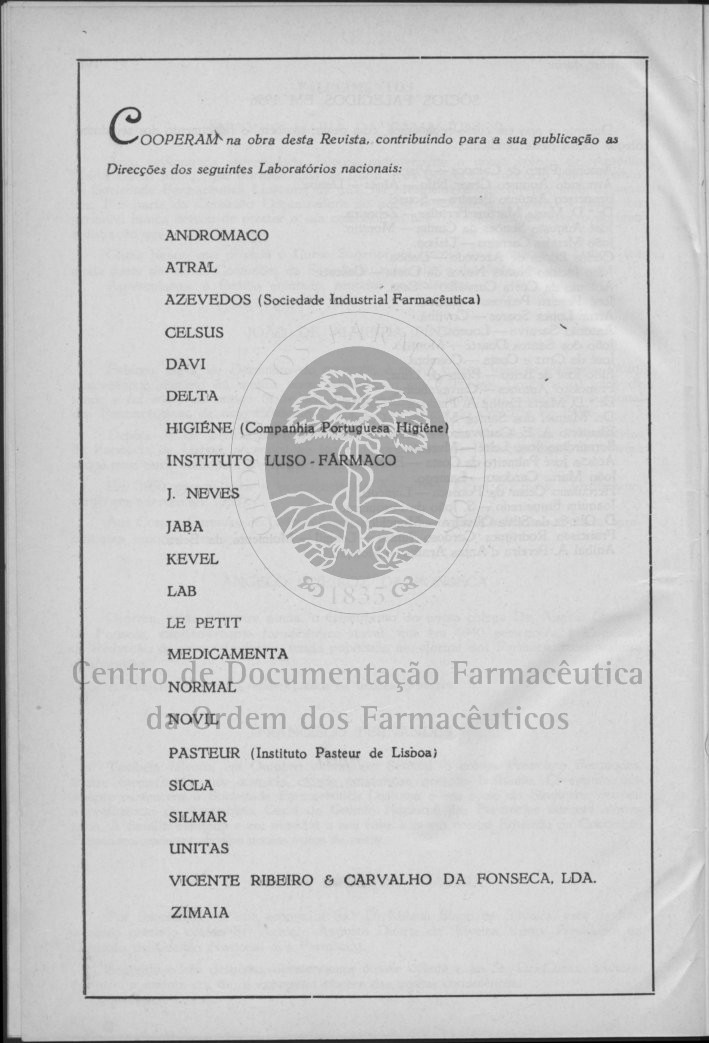 COOPERAM na obra desta Revista, contribuindo para a sua publicação as
Direcções dos seguintes Laboratórios nacionais:
ANDROMACO
ATRAL
AZEVEDOS (Sociedade Industrial Farmacêutica)
CELSUS
DAVI
DELTA
HIGIÉNE (Companhia Portuguesa Higiêne)
INSTITUTO LUSO-FÁRMACO
J. NEVES
JABA
KEVEL
LAB
1835
LE PETIT
MEDICAMENTA
Centro de Documentação Farmacêutica
NORMAL
da Ordem dos Farmacêuticos
NOVIL
PASTEUR (Instituto Pasteur de Lisboa)
SICLA
SILMAR
UNITAS
VICENTE RIBEIRO & CARVALHO DA FONSECA, LDA.
ZIMAIA